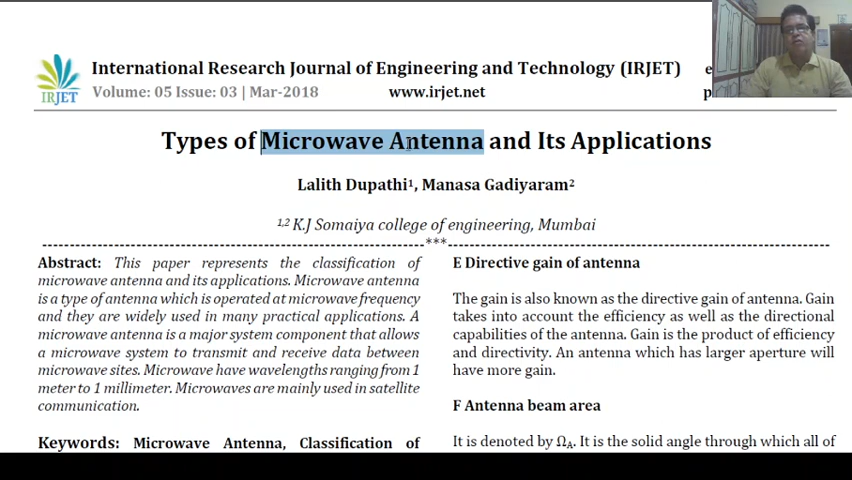 International Research Journal of Engineering and Technology (IRJET)
IRJET
Volume: 05 Issue: 03 | Mar-2018
www.irjet.net
Types of Microwave Antenna and Its Applications
Lalith Dupathi1, Manasa Gadiyaram2
1,2 K.J Somaiya college of engineering, Mumbai
***
Abstract: This paper represents the classification of
microwave antenna and its applications. Microwave antenna
is a type of antenna which is operated at microwave frequency
and they are widely used in many practical applications. A
microwave antenna is a major system component that allows
a microwave system to transmit and receive data between
microwave sites. Microwave have wavelengths ranging from 1
meter to 1 millimeter. Microwaves are mainly used in satellite
communication.
Keywords: Microwave Antenna, Classification of
E Directive gain of antenna
The gain is also known as the directive gain of antenna. Gain
takes into account the efficiency as well as the directional
capabilities of the antenna. Gain is the product of efficiency
and directivity. An antenna which has larger aperture will
have more gain.
F Antenna beam area
It is denoted by ΩA. It is the solid angle through which all of